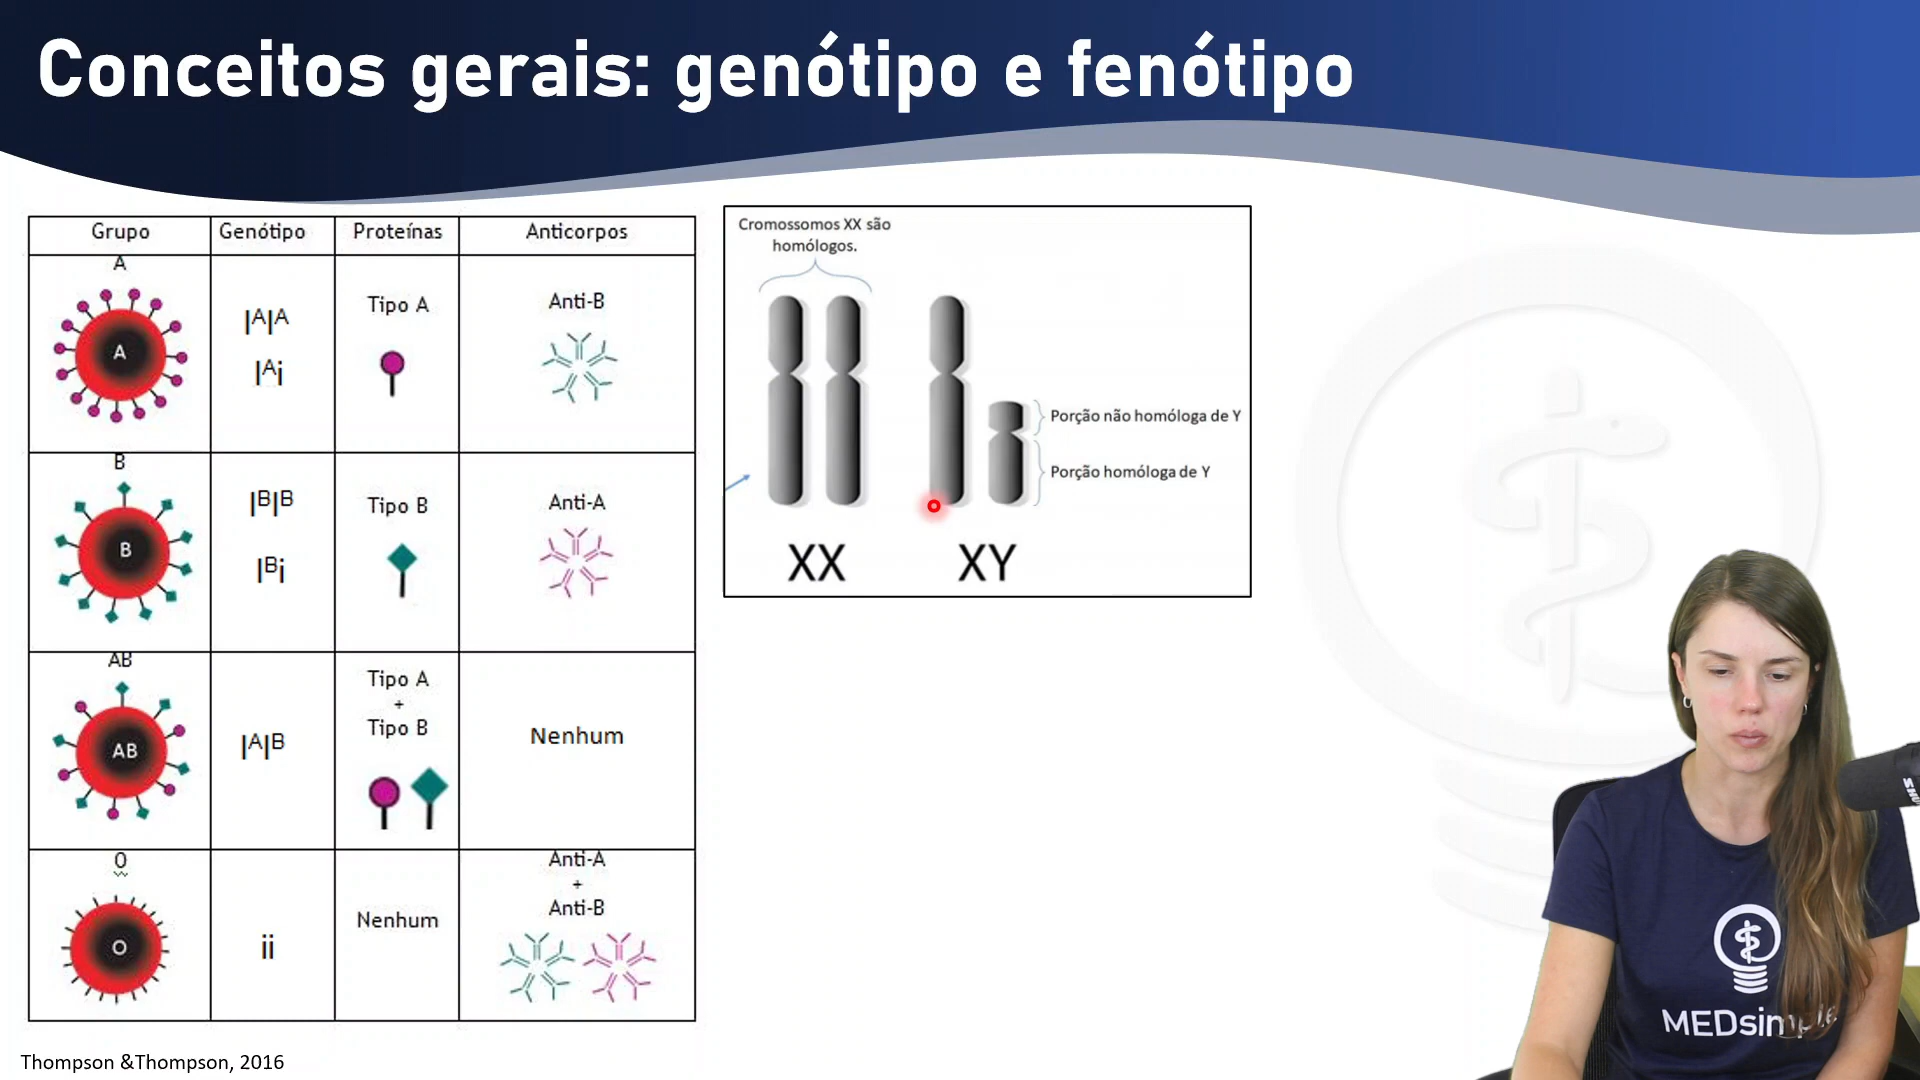 Conceitos gerais: genótipo e fenótipo
Grupo Genótipo Proteínas Anticorpos
A
A
IAIA
IAi
Tipo A
Anti-B
B
B
IBIB
IBi
Tipo B
Anti-A
AB
AB
IAIB
Tipo A
+
Tipo B
Nenhum
O
O
ii
Nenhum
Anti-A
+
Anti-B
Cromossomos XX são
homólogos.
Porção não homóloga de Y
Porção homóloga de Y
XX XY
Thompson &Thompson, 2016
MEDsimple